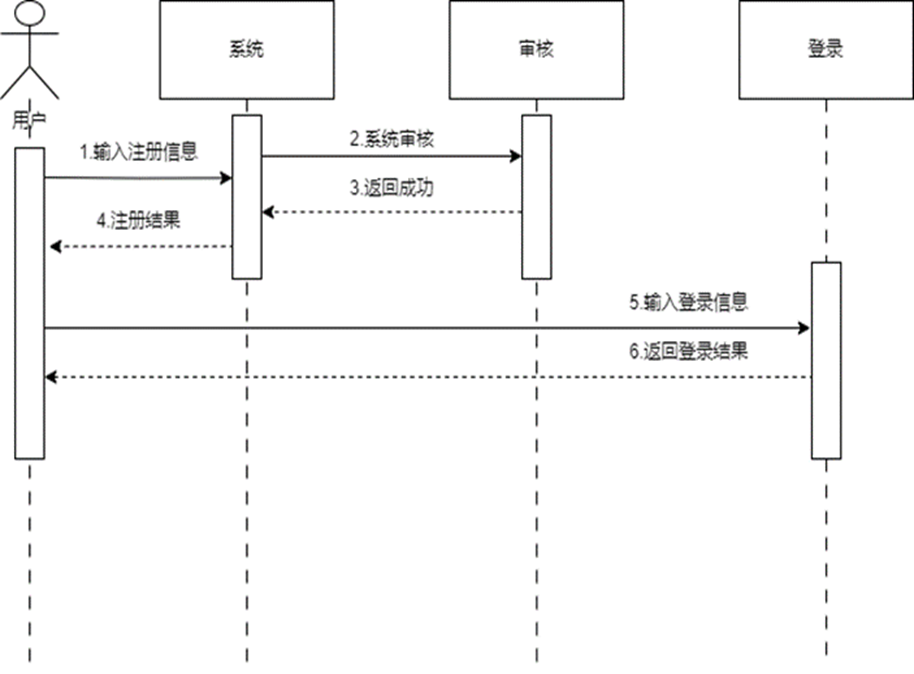 系统
审核
登录
用户
1.输入注册信息
2.系统审核
3.返回成功
4.注册结果
5.输入登录信息
6.返回登录结果